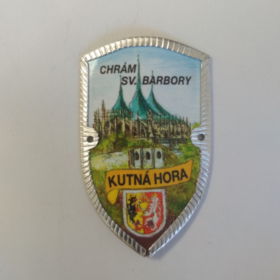 CHRÁM
SV. BARBORY
KUTNÁ HORA